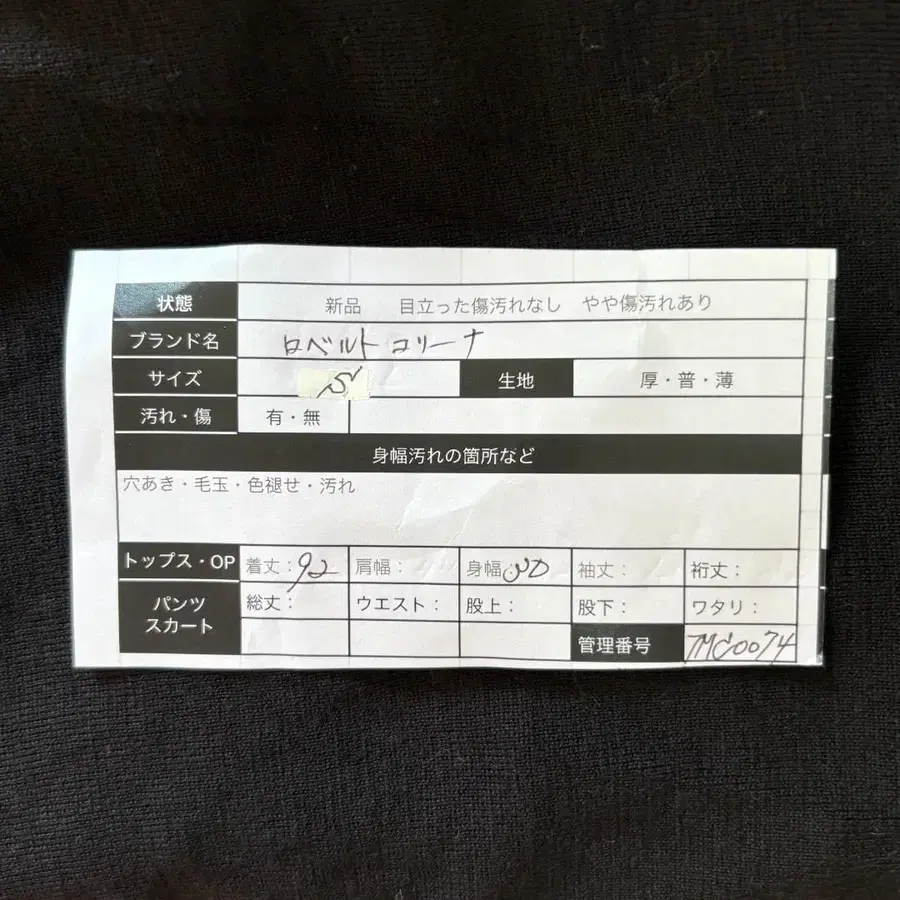 状態 新品 目立った傷汚れなし やや傷汚れあり
ブランド名 ロベルトコリーナ
サイズ S 生地 厚・普・薄
汚れ・傷 有・無
身幅汚れの箇所など
穴あき・毛玉・色褪せ・汚れ
トップス・OP 着丈: 92 肩幅: 身幅: 袖丈: 裄丈:
パンツ スカート 総丈: ウエスト: 股上: 股下: ワタリ:
管理番号